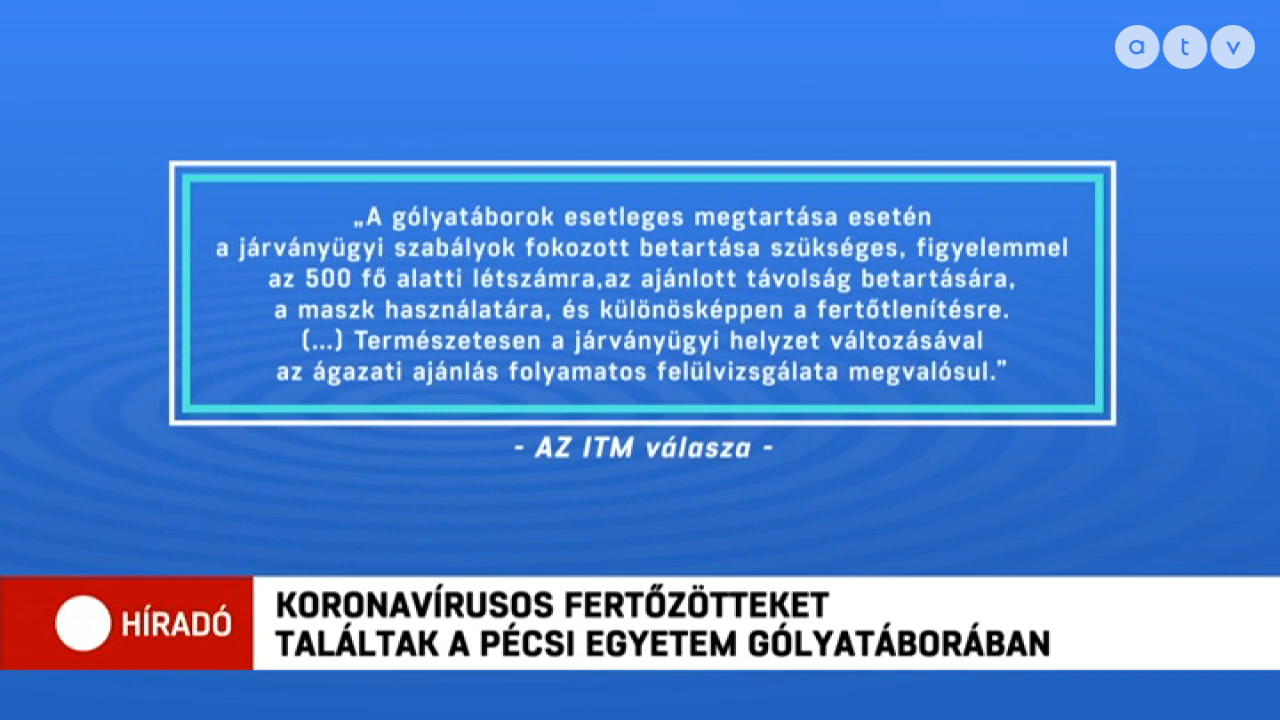 a t v
„A gólyatáborok esetleges megtartása esetén
a járványügyi szabályok fokozott betartása szükséges, figyelemmel
az 500 fő alatti létszámra,az ajánlott távolság betartására,
a maszk használatára, és különösképpen a fertőtlenítésre.
(...) Természetesen a járványügyi helyzet változásával
az ágazati ajánlás folyamatos felülvizsgálata megvalósul.”
- AZ ITM válasza -
HÍRADÓ
KORONAVÍRUSOS FERTŐZÖTTEKET
TALÁLTAK A PÉCSI EGYETEM GÓLYATÁBORÁBAN